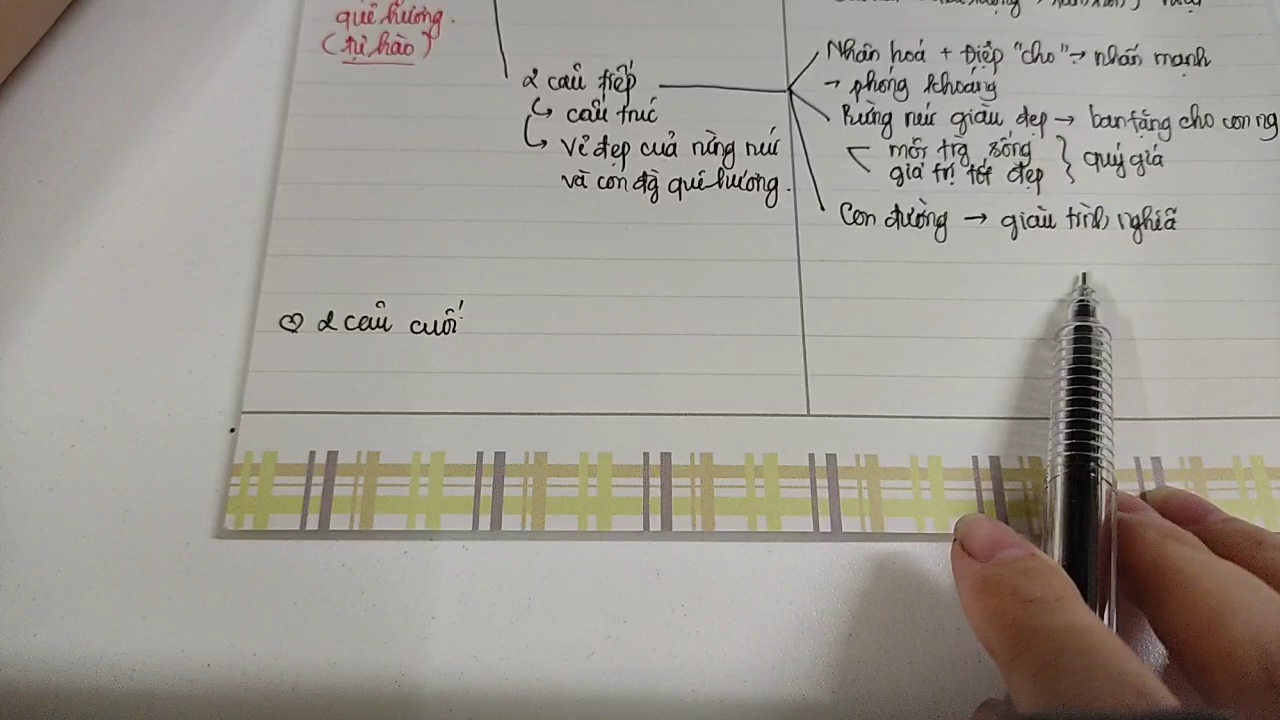 quê hương.
(tự hào)
2 câu tiếp
↳ cấu trúc
↳ vẻ đẹp của rừng núi
và con đg quê hương.
♡ 2 câu cuối
Nhân hoá + Điệp "cho" → nhấn mạnh
→ phóng khoáng
Rừng núi giàu đẹp → ban tặng cho con ng
môi trg sống
giá trị tốt đẹp } quý giá
Con đường → giàu tình nghĩa